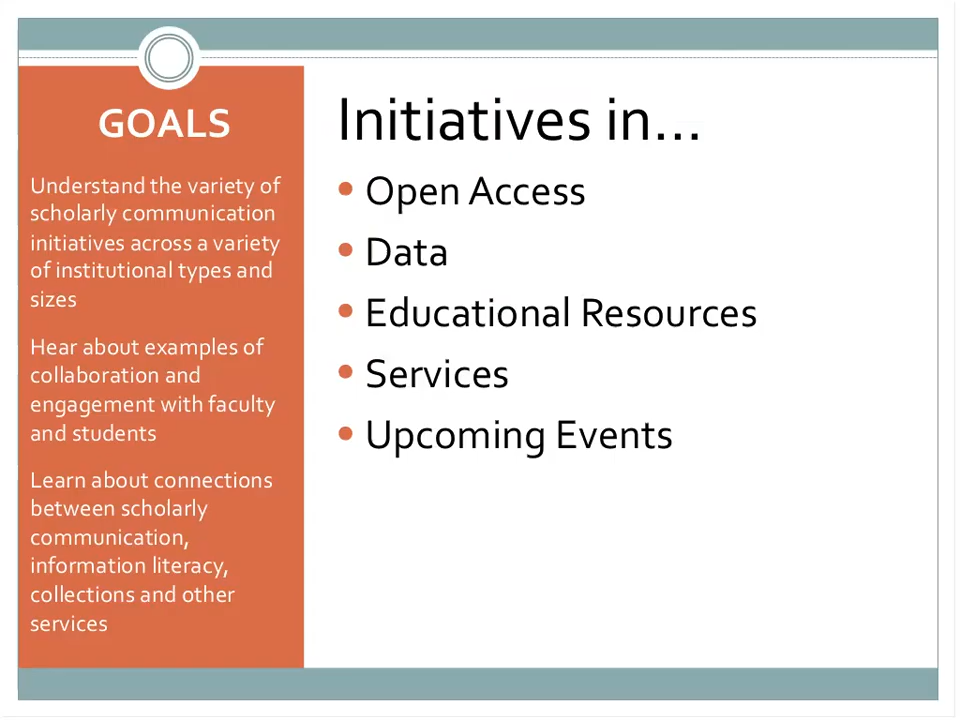 GOALS
Understand the variety of
scholarly communication
initiatives across a variety
of institutional types and
sizes
Hear about examples of
collaboration and
engagement with faculty
and students
Learn about connections
between scholarly
communication,
information literacy,
collections and other
services
Initiatives in...
• Open Access
• Data
• Educational Resources
• Services
• Upcoming Events